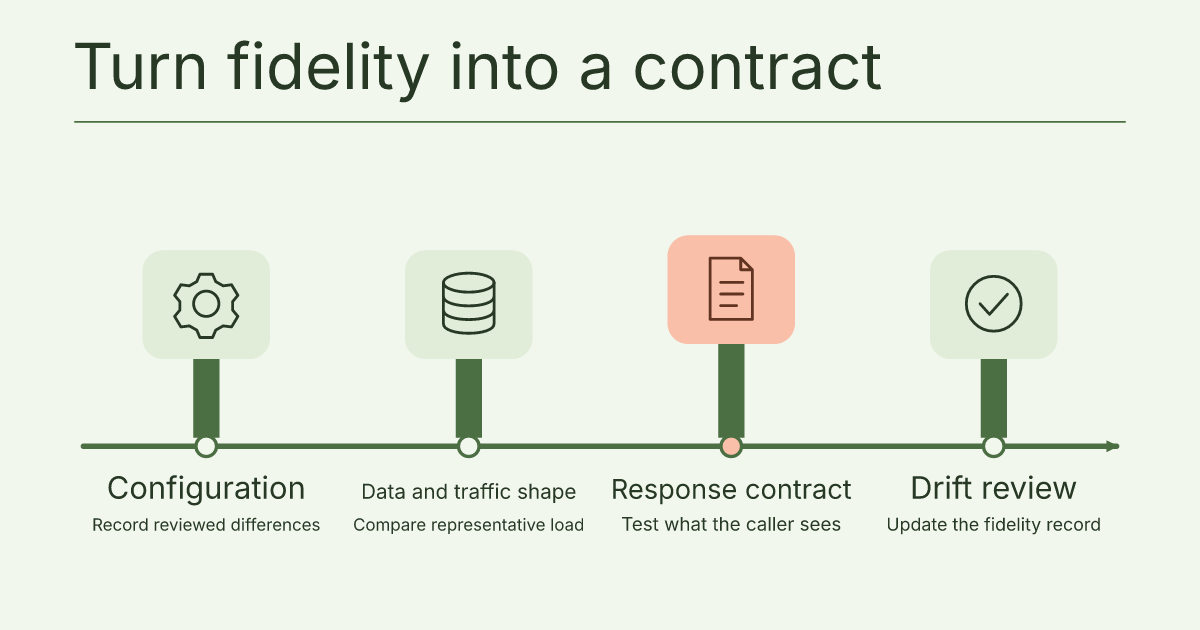 Turn fidelity into a contract
Configuration
Record reviewed differences
Data and traffic shape
Compare representative load
Response contract
Test what the caller sees
Drift review
Update the fidelity record